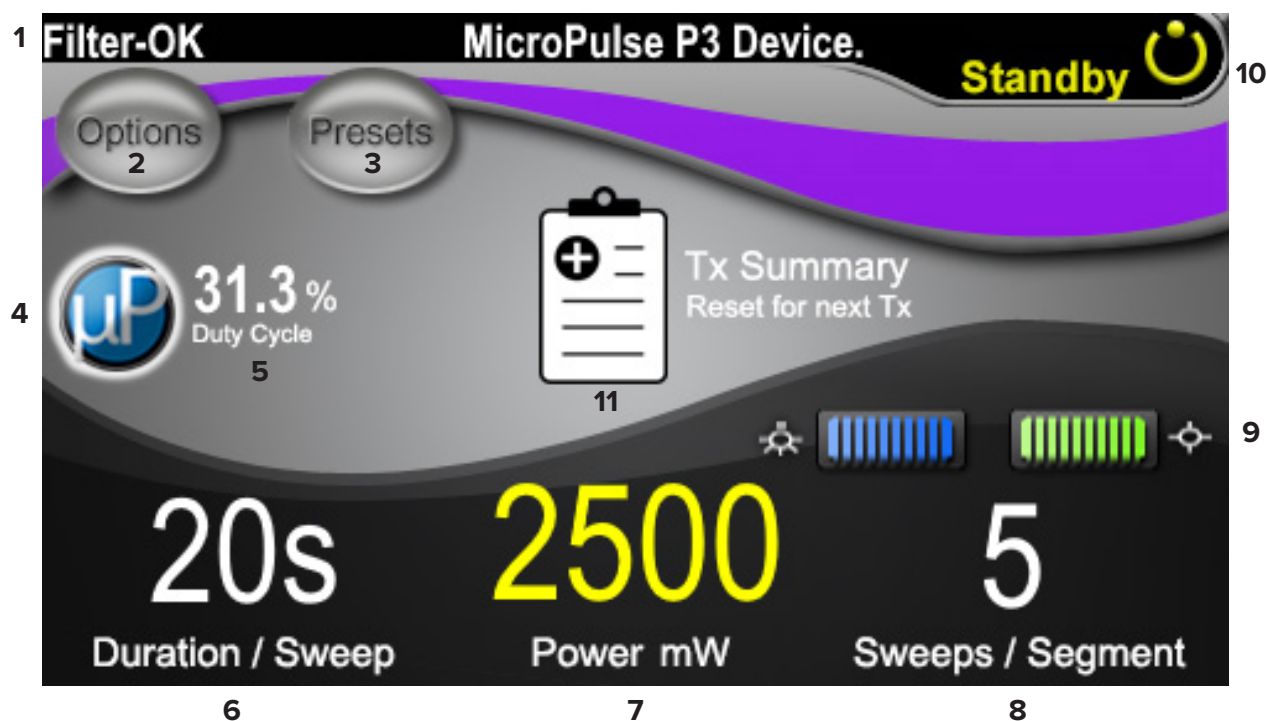 1
Filter-OK
MicroPulse P3 Device.
Standby
10
Options
2
Presets
3
4
µP
31.3 %
Duty Cycle
5
Tx Summary
Reset for next Tx
11
9
20s
2500
5
Duration / Sweep
Power mW
Sweeps / Segment
6
7
8